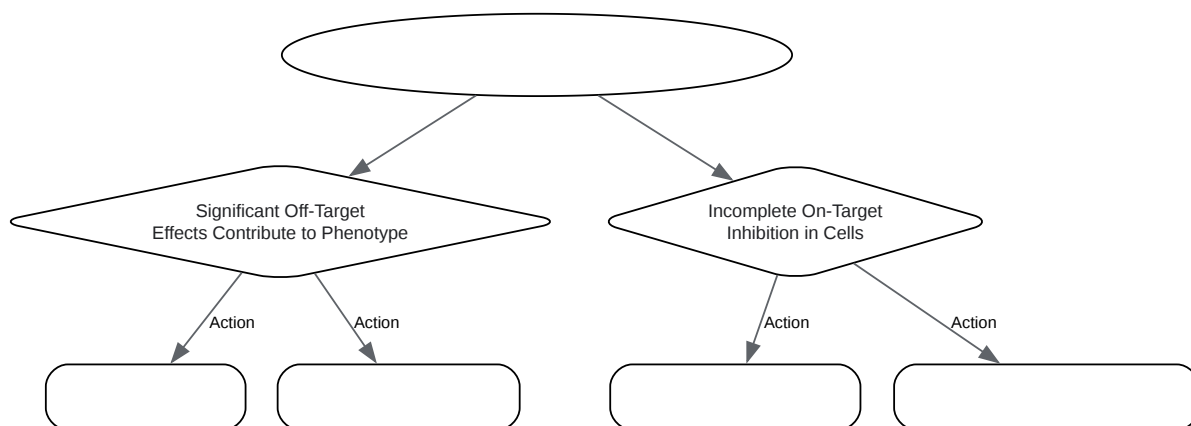 Significant Off-Target
Effects Contribute to Phenotype
Incomplete On-Target
Inhibition in Cells
Action
Action
Action
Action